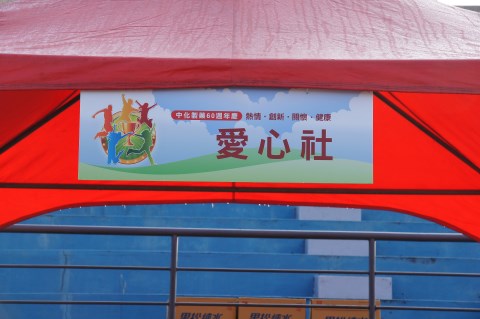 中化製藥60週年慶 熱情・創新・關懷・健康
愛心社